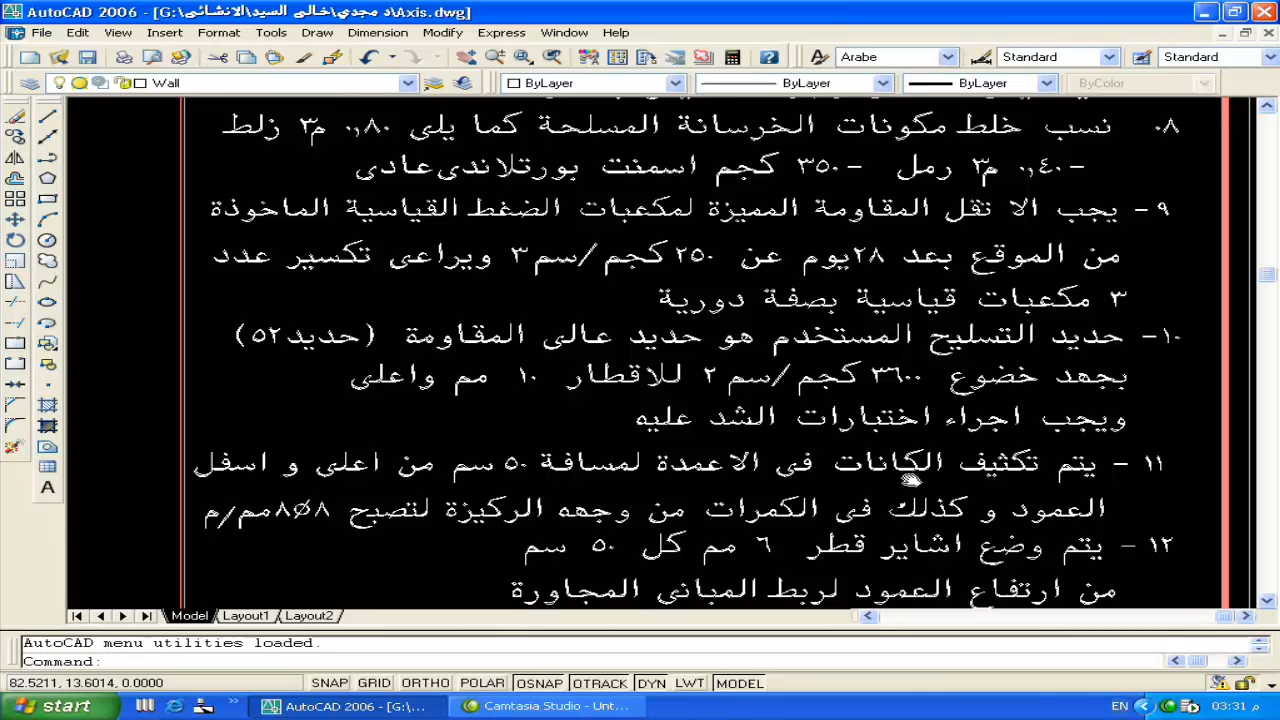 AutoCAD 2006 - [G:\د مجدي\خالى السيد\الانشائى\Axis.dwg]
File Edit View Insert Format Tools Draw Dimension Modify Express Window Help
Arabe Standard Standard
Wall ByLayer ByLayer ByLayer ByColor
٠٨ نسب خلط مكونات الخرسانة المسلحة كما يلى ٠,٨٠ م٣ زلط
-٠,٤٠ م٣ رمل -٣٥٠ كجم اسمنت بورتلاندى عادى
٩- يجب الا تقل المقاومة المميزة لمكعبات الضغط القياسية الماخوذة
من الموقع بعد ٢٨يوم عن ٢٥٠ كجم/سم٣ ويراعى تكسير عدد
٣ مكعبات قياسية بصفة دورية
١٠- حديد التسليح المستخدم هو حديد عالى المقاومة (حديد٥٢)
بجهد خضوع ٣٦٠٠ كجم/سم٢ للاقطار ١٠ مم واعلى
ويجب اجراء اختبارات الشد عليه
١١- يتم تكثيف الكانات فى الاعمدة لمسافة ٥٠ سم من اعلى و اسفل
العمود و كذلك فى الكمرات من وجهه الركيزة لتصبح ٨Ø٨مم/م
١٢- يتم وضع اشاير قطر ٦ مم كل ٥٠ سم
من ارتفاع العمود لربط المبانى المجاورة
Model Layout1 Layout2
AutoCAD menu utilities loaded.
Command:
82.5211, 13.6014, 0.0000 SNAP GRID ORTHO POLAR OSNAP OTRACK DYN LWT MODEL
start AutoCAD 2006 - [G:\... Camtasia Studio - Unt... EN 03:31 م